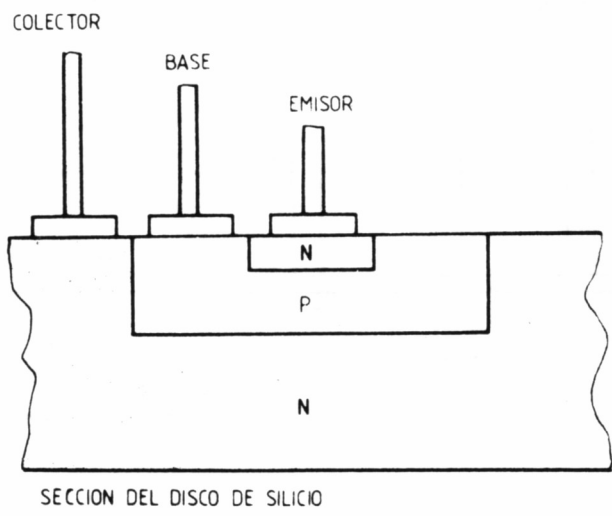 COLECTOR
BASE
EMISOR
N
P
N
SECCION DEL DISCO DE SILICIO